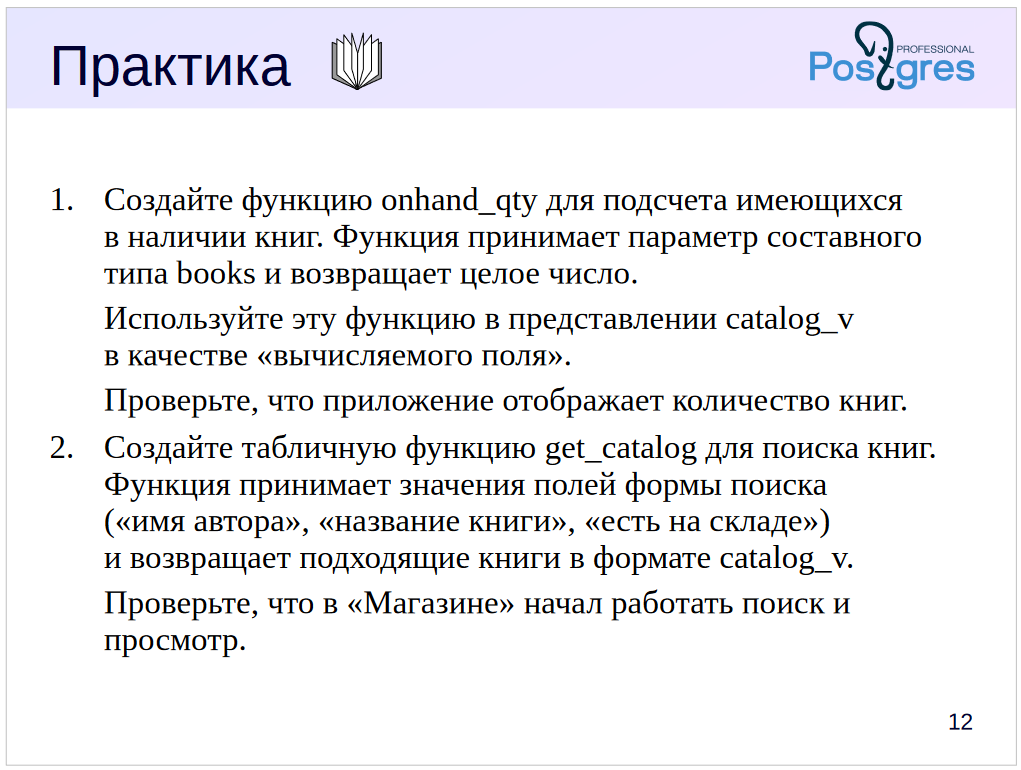 Практика
PROFESSIONAL
Postgres
1. Создайте функцию onhand_qty для подсчета имеющихся
в наличии книг. Функция принимает параметр составного
типа books и возвращает целое число.
Используйте эту функцию в представлении catalog_v
в качестве «вычисляемого поля».
Проверьте, что приложение отображает количество книг.
2. Создайте табличную функцию get_catalog для поиска книг.
Функция принимает значения полей формы поиска
(«имя автора», «название книги», «есть на складе»)
и возвращает подходящие книги в формате catalog_v.
Проверьте, что в «Магазине» начал работать поиск и
просмотр.
12